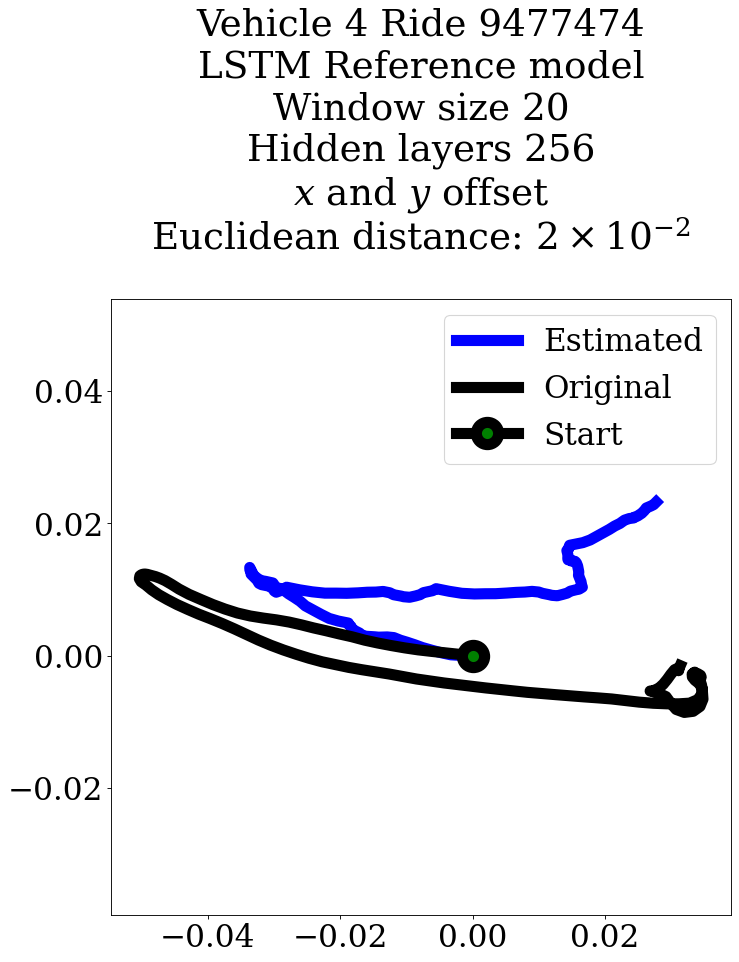 Vehicle 4 Ride 9477474
LSTM Reference model
Window size 20
Hidden layers 256
x and y offset
Euclidean distance: 2 × 10⁻²
Estimated
Original
Start
0.04
0.02
0.00
−0.02
−0.04 −0.02 0.00 0.02